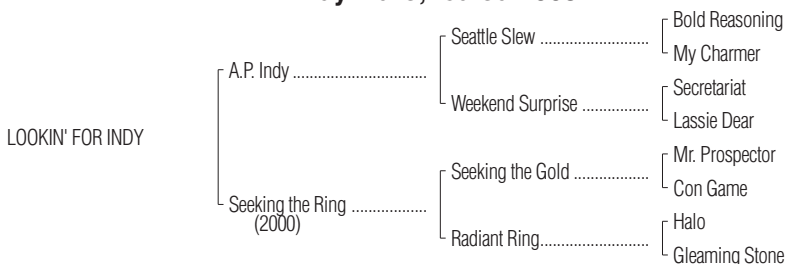 Bold Reasoning
Seattle Slew ..........................
My Charmer
A.P. Indy ................................
Secretariat
Weekend Surprise ................
Lassie Dear
LOOKIN' FOR INDY
Mr. Prospector
Seeking the Gold ..................
Con Game
Seeking the Ring ..................
(2000)
Halo
Radiant Ring..........................
Gleaming Stone